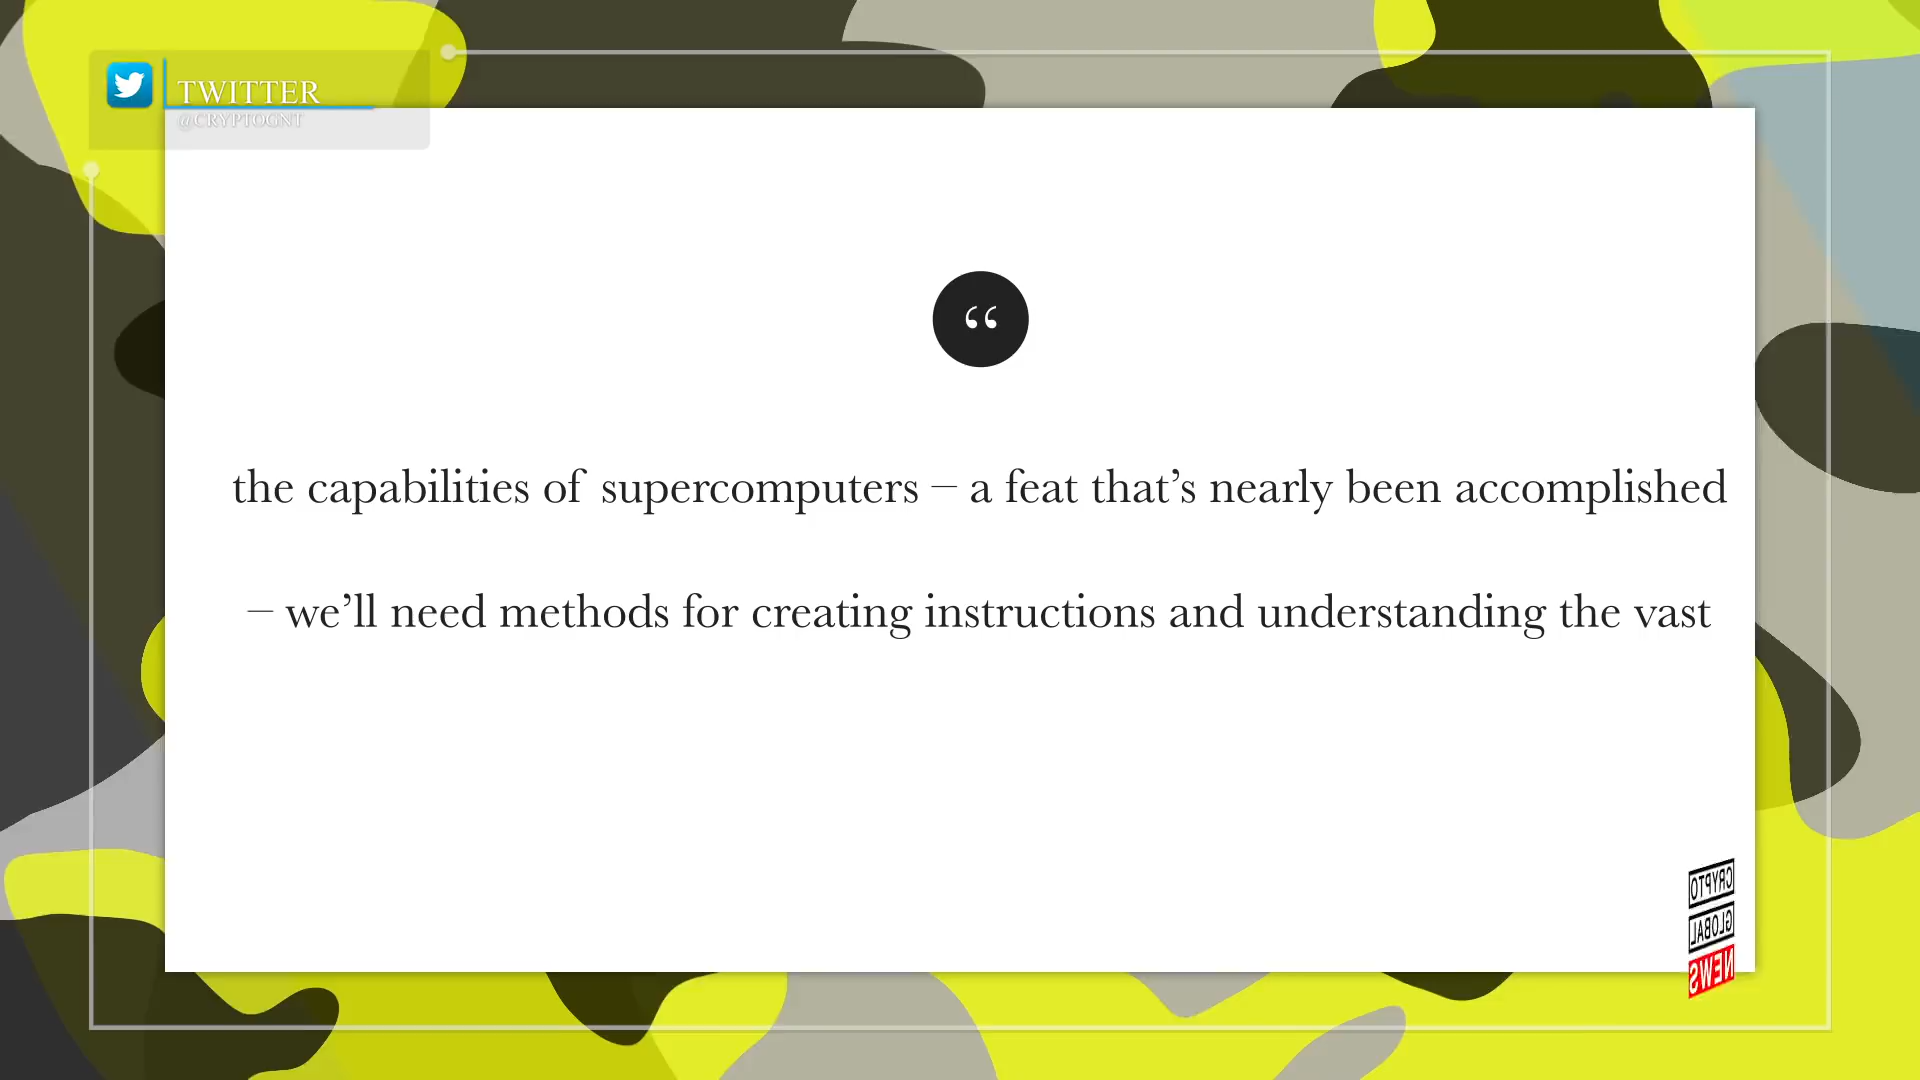 TWITTER
@CRYPTOGNT
“
the capabilities of supercomputers – a feat that’s nearly been accomplished
– we’ll need methods for creating instructions and understanding the vast
CRYPTO
GLOBAL
NEWS